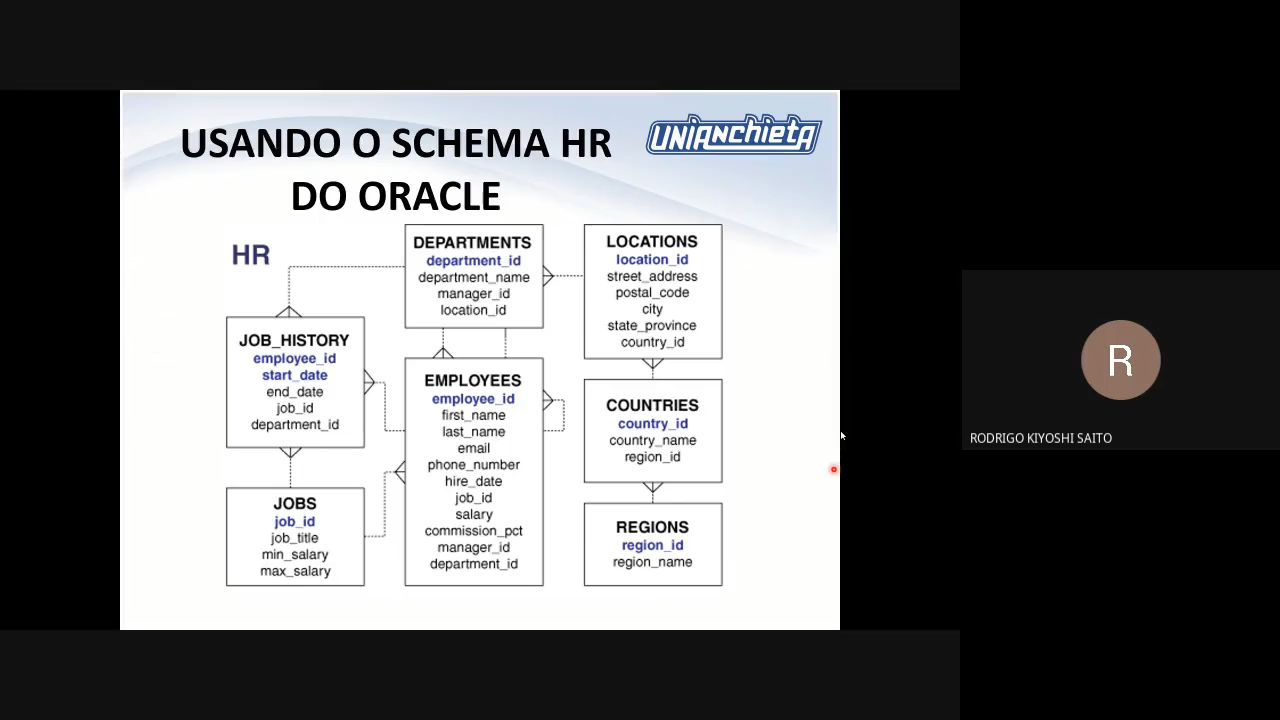 USANDO O SCHEMA HR
DO ORACLE
UNIANCHIETA
HR
DEPARTMENTS
department_id
department_name
manager_id
location_id
LOCATIONS
location_id
street_address
postal_code
city
state_province
country_id
JOB_HISTORY
employee_id
start_date
end_date
job_id
department_id
EMPLOYEES
employee_id
first_name
last_name
email
phone_number
hire_date
job_id
salary
commission_pct
manager_id
department_id
COUNTRIES
country_id
country_name
region_id
JOBS
job_id
job_title
min_salary
max_salary
REGIONS
region_id
region_name
R
RODRIGO KIYOSHI SAITO